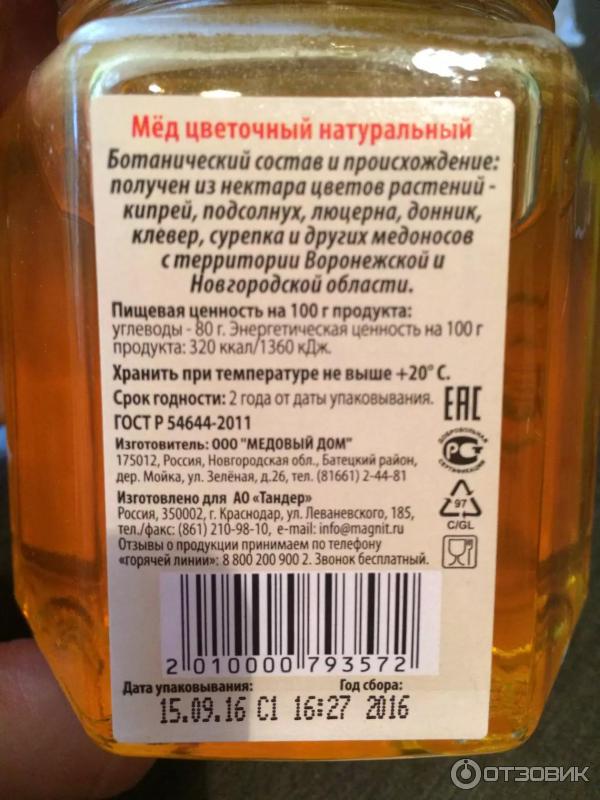 Мёд цветочный натуральный
Ботанический состав и происхождение:
получен из нектара цветов растений -
кипрей, подсолнух, люцерна, донник,
клевер, сурепка и других медоносов
с территории Воронежской и
Новгородской области.
Пищевая ценность на 100 г продукта:
углеводы - 80 г. Энергетическая ценность на 100 г
продукта: 320 ккал/1360 кДж.
Хранить при температуре не выше +20° С.
Срок годности: 2 года от даты упаковывания.
ЕАС
ГОСТ Р 54644-2011
ДОБРОВОЛЬНАЯ
СЕРТИФИКАЦИЯ
Изготовитель: ООО "МЕДОВЫЙ ДОМ"
175012, Россия, Новгородская обл., Батецкий район,
дер. Мойка, ул. Зелёная, д.26, тел. (81661) 2-44-81
Изготовлено для АО «Тандер»
Россия, 350002, г. Краснодар, ул. Леваневского, 185,
тел./факс: (861) 210-98-10, e-mail: info@magnit.ru
Отзывы о продукции принимаем по телефону
«горячей линии»: 8 800 200 900 2. Звонок бесплатный.
97
C/GL
2 010000 793572
Дата упаковывания: Год сбора:
15.09.16 С1 16:27 2016
ОТЗОВИК